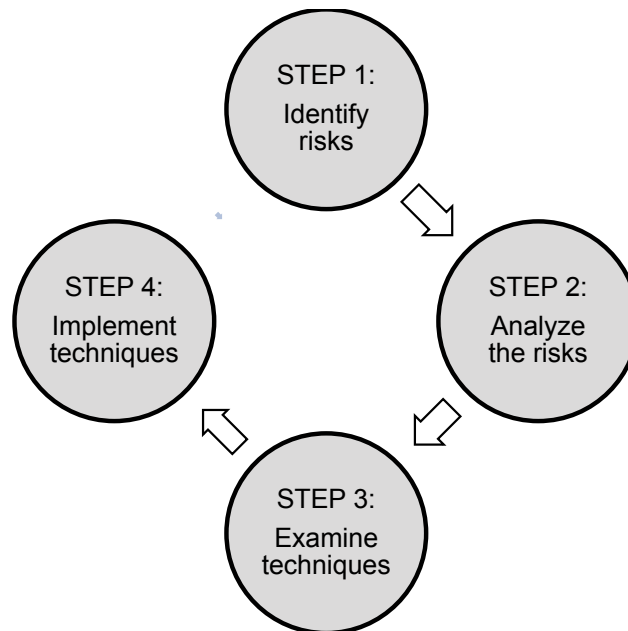 STEP 1:
Identify
risks
STEP 2:
Analyze
the risks
STEP 3:
Examine
techniques
STEP 4:
Implement
techniques